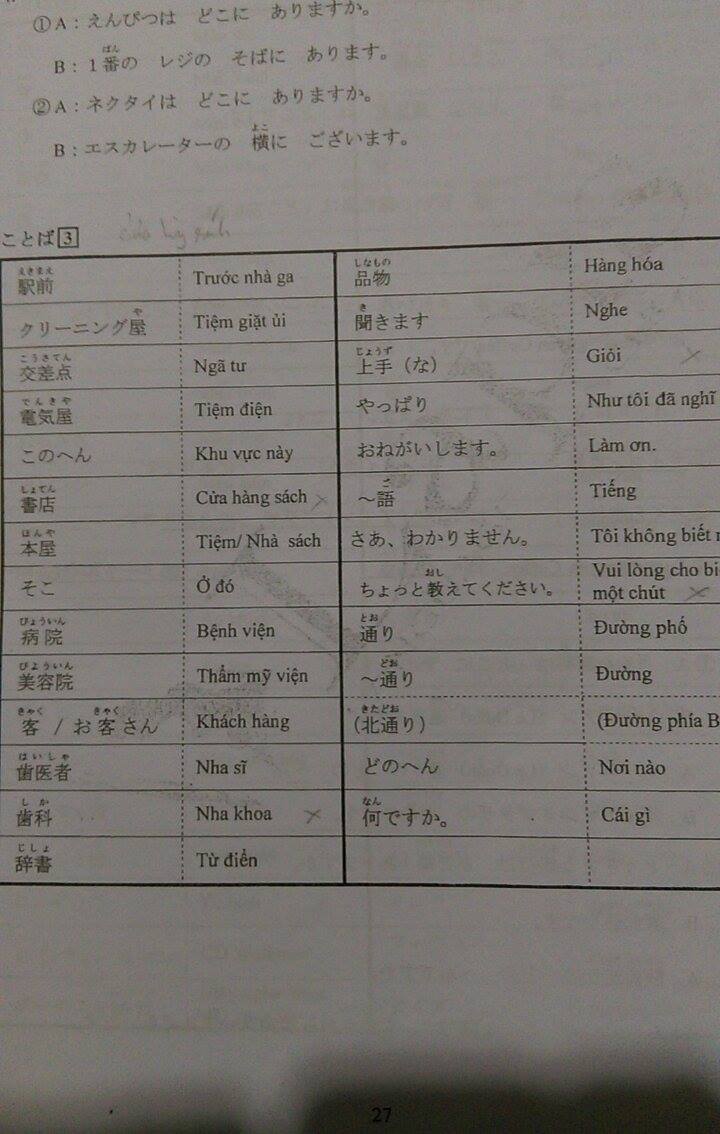 ①A：えんぴつは　どこに　ありますか。
B：1番の　レジの　そばに　あります。
②A：ネクタイは　どこに　ありますか。
B：エスカレーターの　横に　ございます。
ことば3
駅前 Trước nhà ga 品物 Hàng hóa
クリーニング屋 Tiệm giặt ủi 聞きます Nghe
交差点 Ngã tư 上手（な） Giỏi
電気屋 Tiệm điện やっぱり Như tôi đã nghĩ
このへん Khu vực này おねがいします。 Làm ơn.
書店 Cửa hàng sách ～語 Tiếng
本屋 Tiệm/ Nhà sách さあ、わかりません。 Tôi không biết
そこ Ở đó ちょっと教えてください。 Vui lòng cho
một chút
病院 Bệnh viện 通り Đường phố
美容院 Thẩm mỹ viện ～通り Đường
客 / お客さん Khách hàng （北通り） (Đường phía
歯医者 Nha sĩ どのへん Nơi nào
歯科 Nha khoa 何ですか。 Cái gì
辞書 Từ điển
27